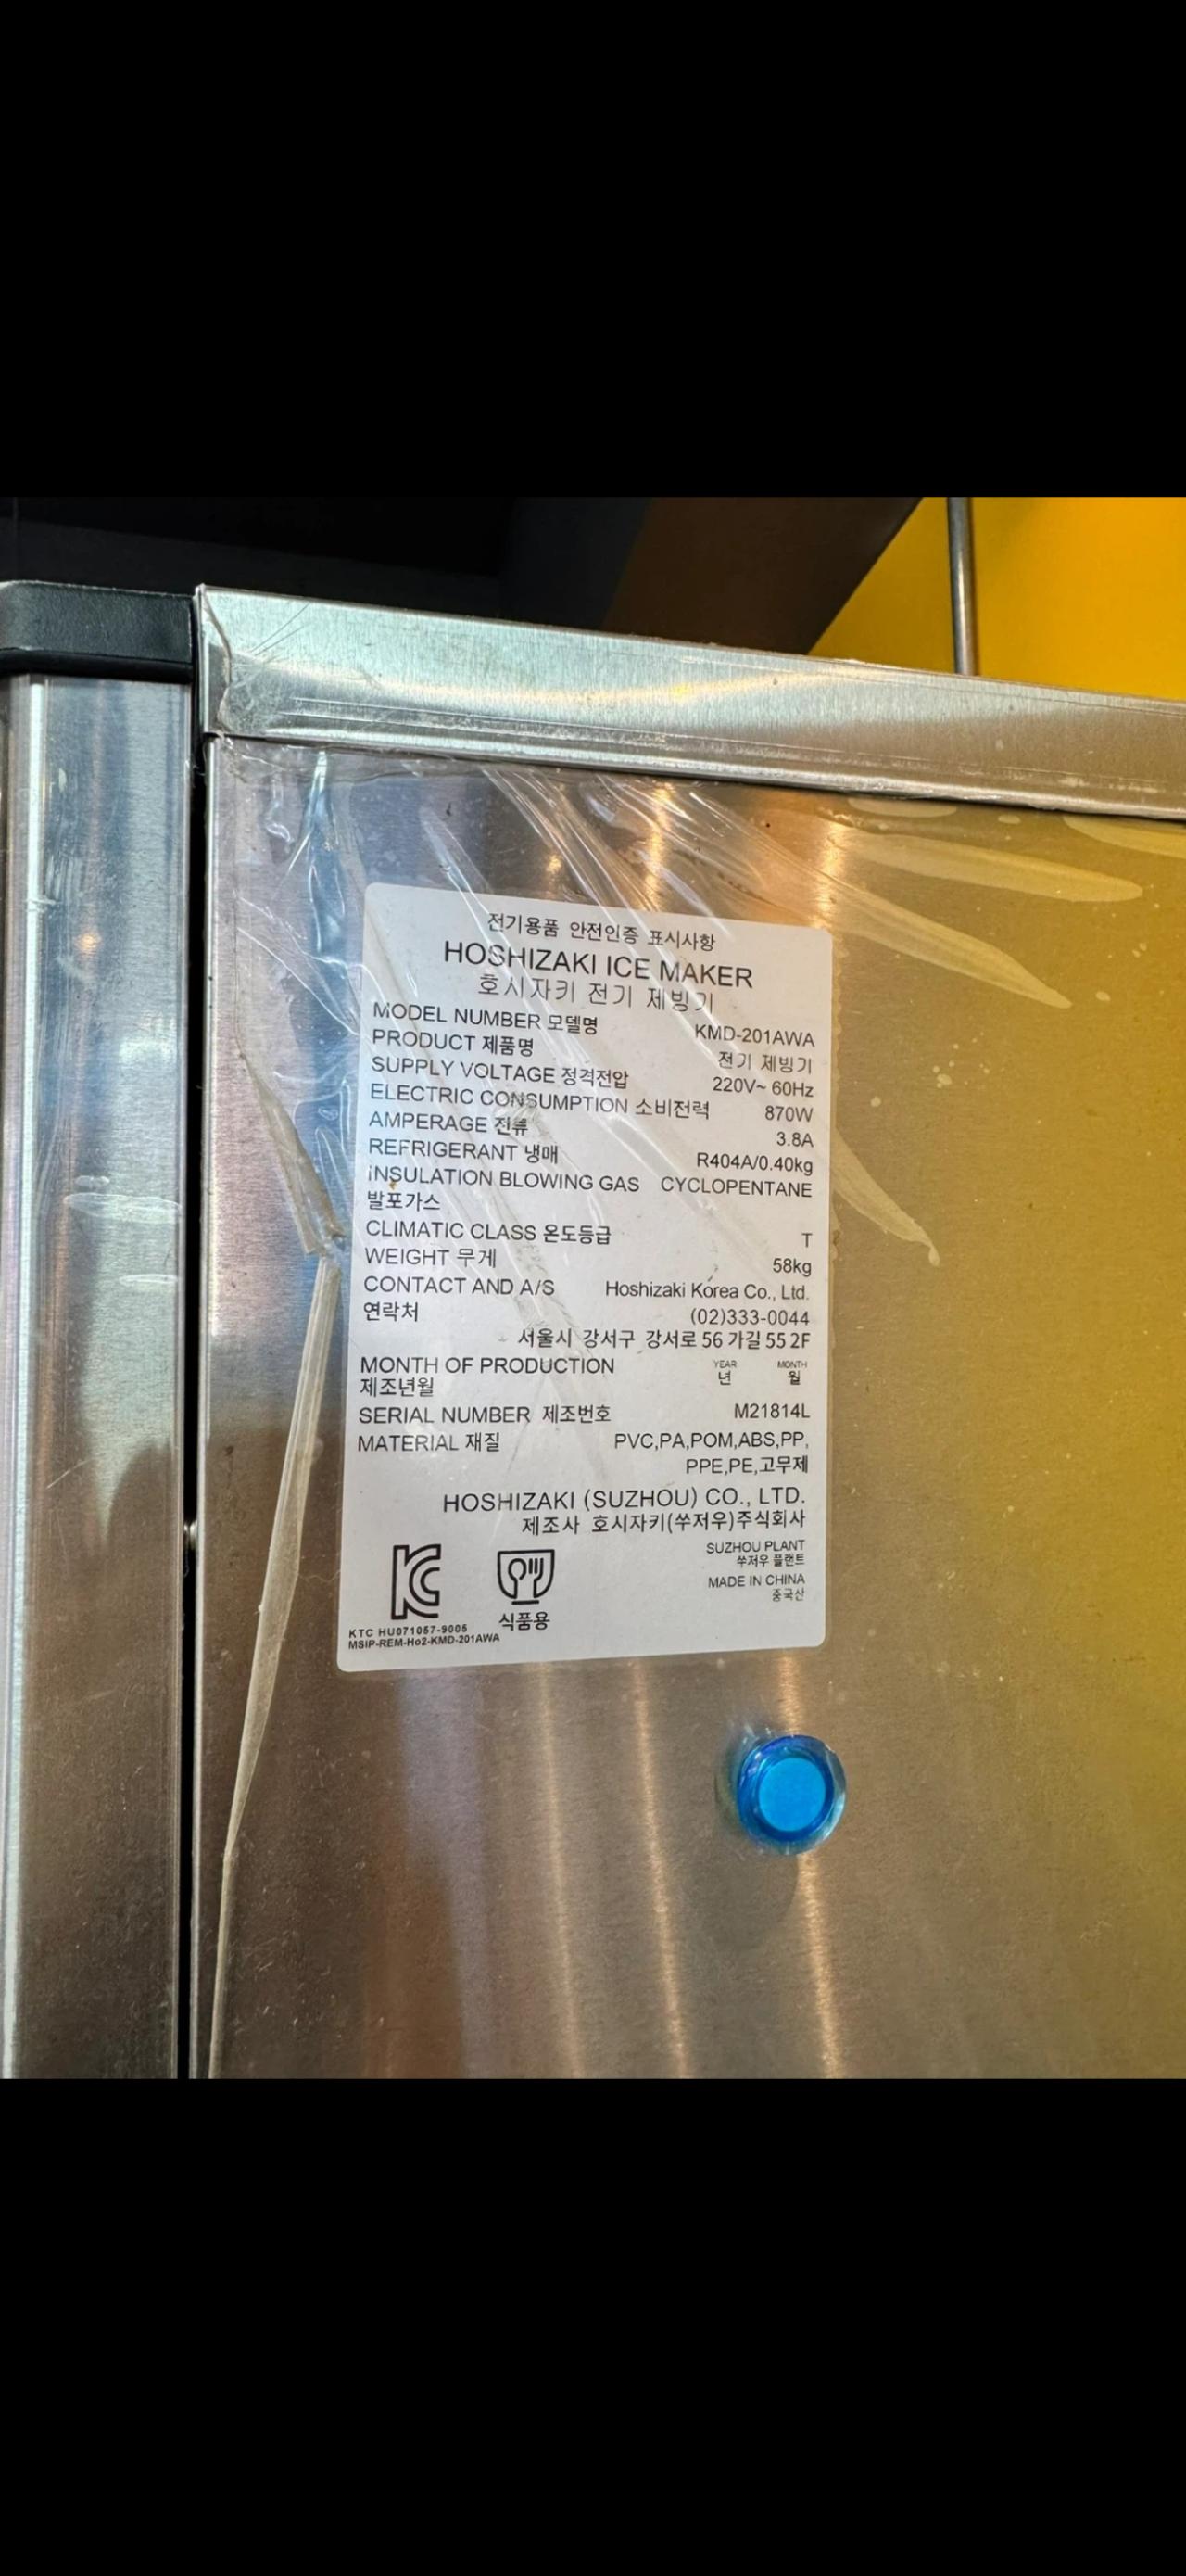 전기용품 안전인증 표시사항
HOSHIZAKI ICE MAKER
호시자키 전기 제빙기
MODEL NUMBER 모델명 KMD-201AWA
PRODUCT 제품명 전기 제빙기
SUPPLY VOLTAGE 정격전압 220V~ 60Hz
ELECTRIC CONSUMPTION 소비전력 870W
AMPERAGE 전류 3.8A
REFRIGERANT 냉매 R404A/0.40kg
INSULATION BLOWING GAS CYCLOPENTANE
발포가스
CLIMATIC CLASS 온도등급 T
WEIGHT 무게 58kg
CONTACT AND A/S Hoshizaki Korea Co., Ltd.
연락처 (02)333-0044
서울시 강서구 강서로 56 가길 55 2F
MONTH OF PRODUCTION YEAR MONTH
제조년월 년 월
SERIAL NUMBER 제조번호 M21814L
MATERIAL 재질 PVC,PA,POM,ABS,PP,
PPE,PE,고무제
HOSHIZAKI (SUZHOU) CO., LTD.
제조사 호시자키(쑤저우)주식회사
SUZHOU PLANT
쑤저우 플랜트
MADE IN CHINA
중국산
식품용
KTC HU071057-9005
MSIP-REM-Ho2-KMD-201AWA